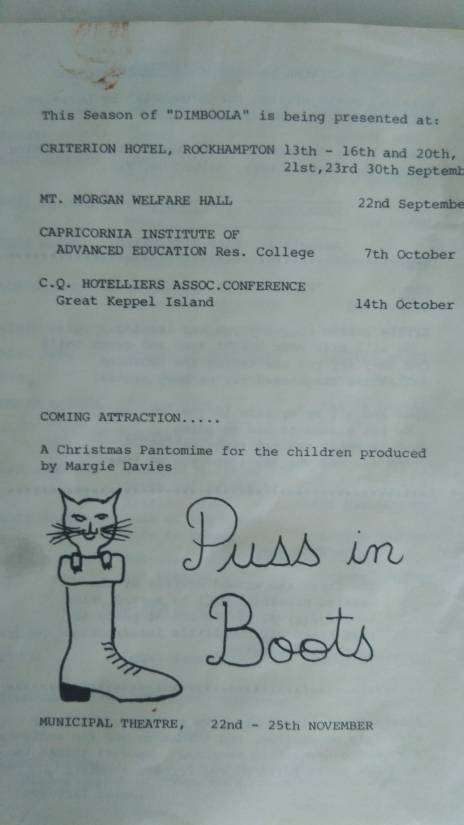 This Season of "DIMBOOLA" is being presented at:
CRITERION HOTEL, ROCKHAMPTON 13th - 16th and 20th,
21st,23rd 30th Septemb
MT. MORGAN WELFARE HALL 22nd Septembe
CAPRICORNIA INSTITUTE OF
ADVANCED EDUCATION Res. College 7th October
C.Q. HOTELLIERS ASSOC.CONFERENCE
Great Keppel Island 14th October
COMING ATTRACTION.....
A Christmas Pantomime for the children produced
by Margie Davies
Puss in
Boots
MUNICIPAL THEATRE, 22nd - 25th NOVEMBER